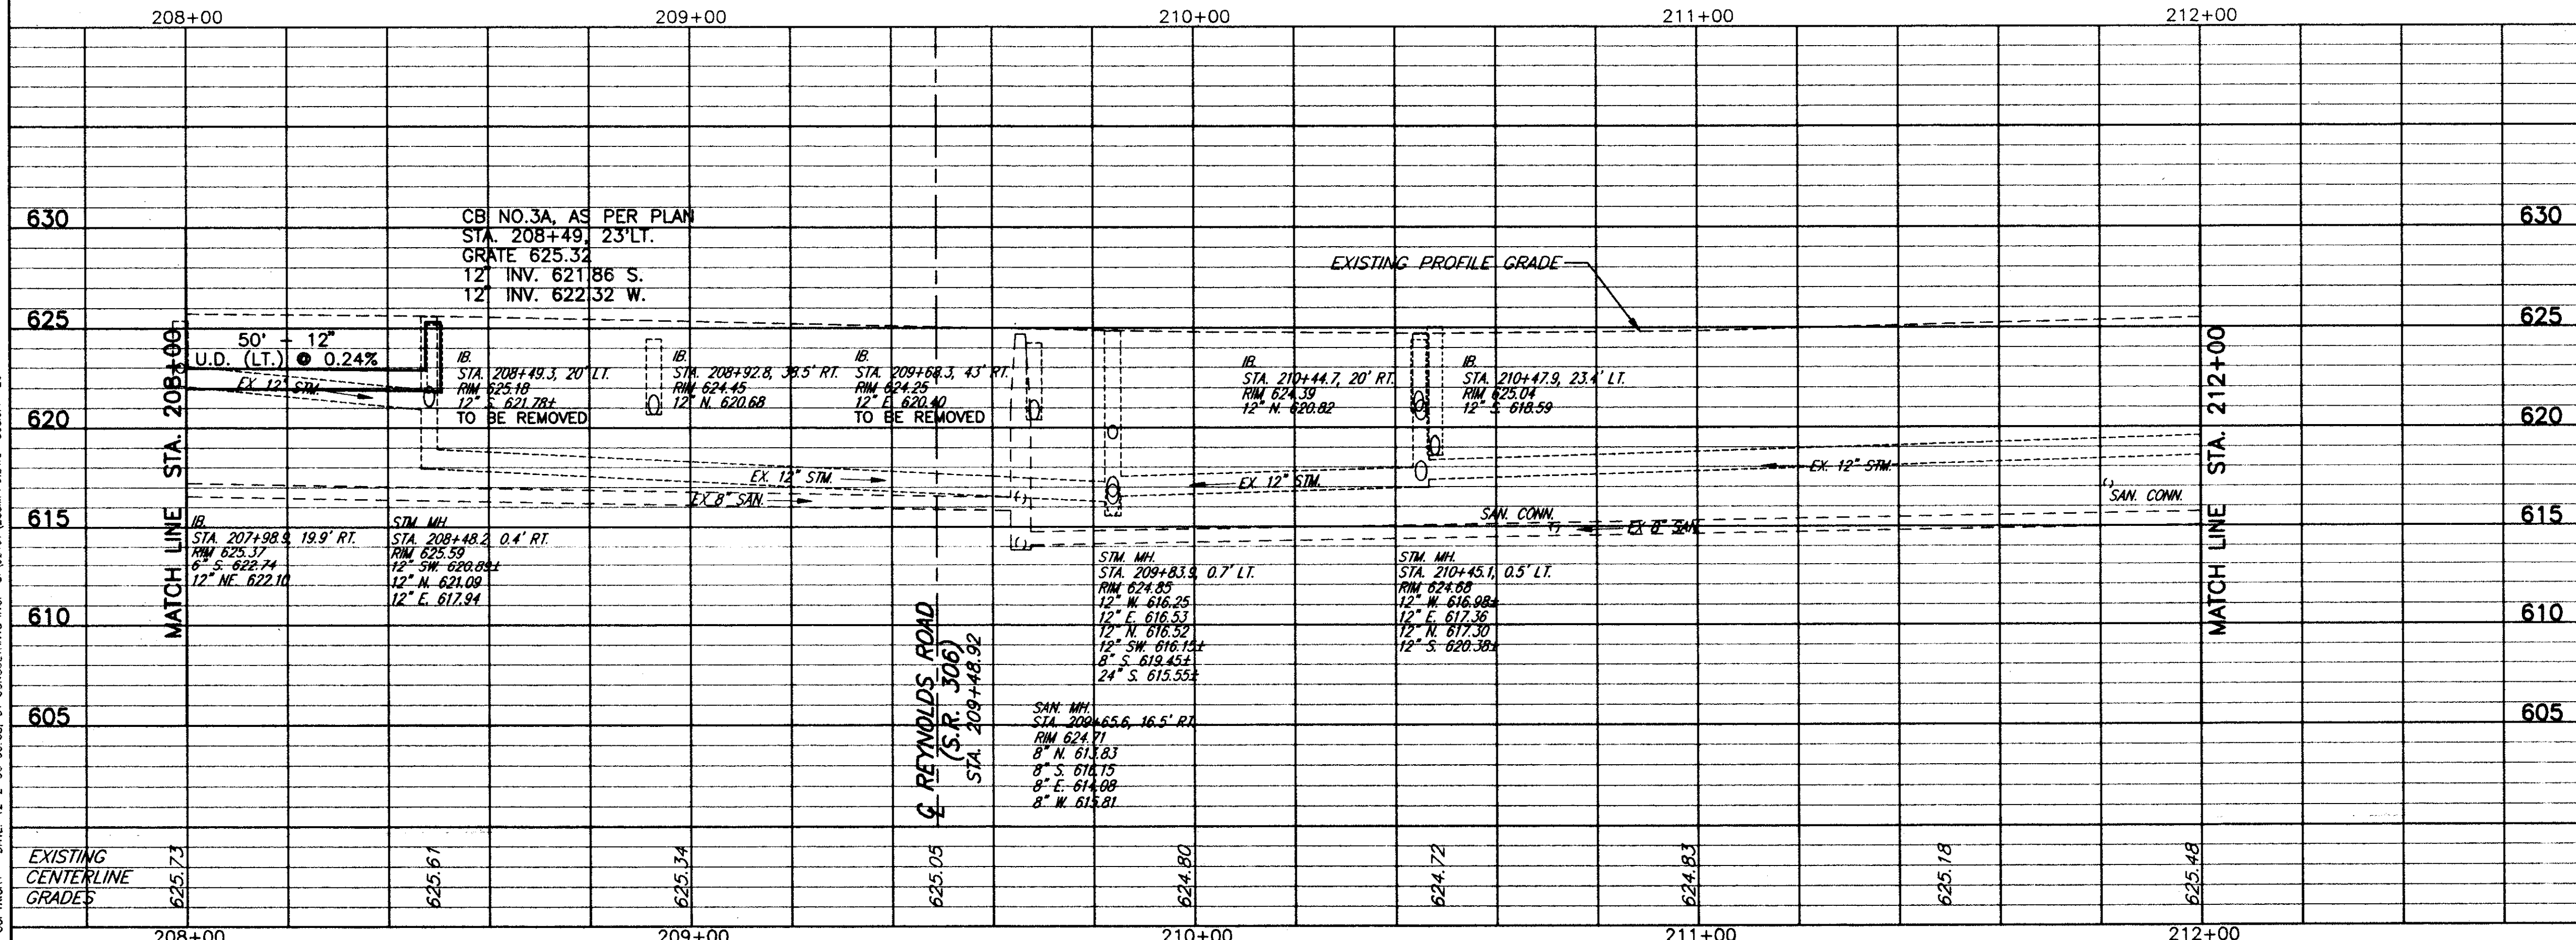 208+00 209+00 210+00 211+00 212+00
630 630
CB NO.3A, AS PER PLAN
STA. 208+49, 23'LT.
GRATE 625.32
12" INV. 621.86 S.
12" INV. 622.32 W.
EXISTING PROFILE GRADE
625 625
MATCH LINE STA. 208+00
50' - 12"
U.D. (LT.) @ 0.24%
EX. 12" STM.
IB.
STA. 208+49.3, 20' LT.
RIM 625.18
12" S. 621.78±
TO BE REMOVED
IB.
STA. 208+92.8, 38.5' RT.
RIM 624.45
12" N. 620.68
IB.
STA. 209+68.3, 43' RT.
RIM 624.25
12" E. 620.40
TO BE REMOVED
IB.
STA. 210+44.7, 20' RT.
RIM 624.39
12" N. 620.82
IB.
STA. 210+47.9, 23.4' LT.
RIM 625.04
12" S. 618.59
MATCH LINE STA. 212+00
620 620
EX. 12" STM.
EX. 12" STM.
EX. 12" STM.
EX 8" SAN.
SAN. CONN.
SAN. CONN.
EX 8" SAN.
615 615
IB.
STA. 207+98.9, 19.9' RT.
RIM 625.37
6" S. 622.74
12" NE. 622.10
STM. MH
STA. 208+48.2, 0.4' RT.
RIM 625.59
12" SW. 620.89±
12" N. 621.09
12" E. 617.94
STM. MH.
STA. 209+83.9, 0.7' LT.
RIM 624.85
12" W. 616.25
12" E. 616.53
12" N. 616.52
12" SW. 616.15±
8" S. 619.45±
24" S. 615.55±
STM. MH.
STA. 210+45.1, 0.5' LT.
RIM 624.68
12" W. 616.98±
12" E. 617.36
12" N. 617.30
12" S. 620.38±
610 610
℄ REYNOLDS ROAD
(S.R. 306)
STA. 209+48.92
SAN. MH.
STA. 209+65.6, 16.5' RT.
RIM 624.71
8" N. 613.83
8" S. 616.15
8" E. 614.08
8" W. 615.81
605 605
EXISTING
CENTERLINE
GRADES
625.73 625.61 625.34 625.05 624.80 624.72 624.83 625.18 625.48
208+00 209+00 210+00 211+00 212+00